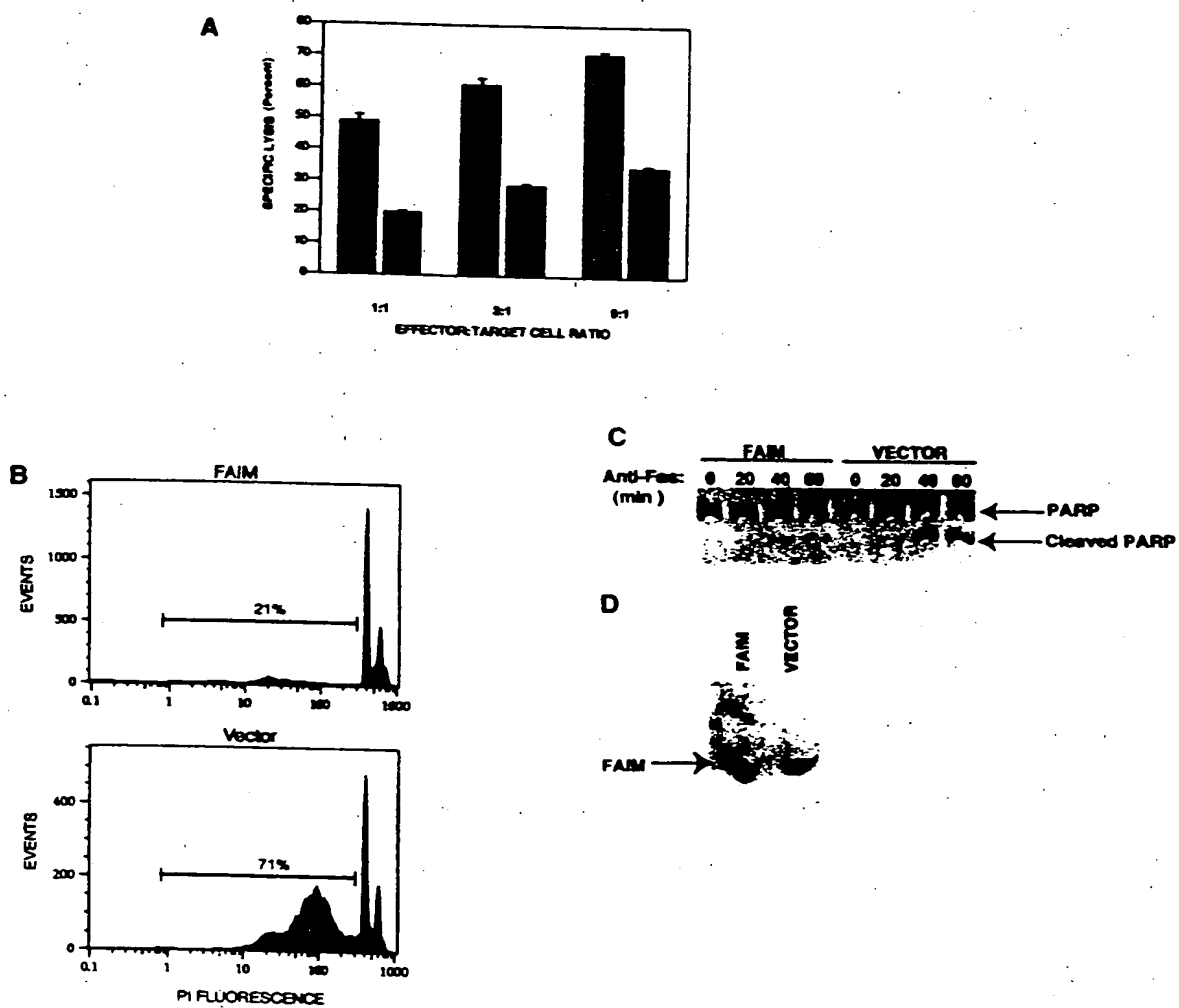 A
SPECIFIC LYSIS (Percent)
80
70
60
50
40
30
20
10
0
1:1
3:1
9:1
EFFECTOR:TARGET CELL RATIO
B
FAIM
EVENTS
1500
1000
500
0
21%
0.1 1 10 100 1000
Vector
EVENTS
400
200
0
71%
0.1 1 10 100 1000
PI FLUORESCENCE
C
FAIM VECTOR
Anti-Fas: 0 20 40 60 0 20 40 60
(min)
PARP
Cleaved PARP
D
FAIM
VECTOR
FAIM